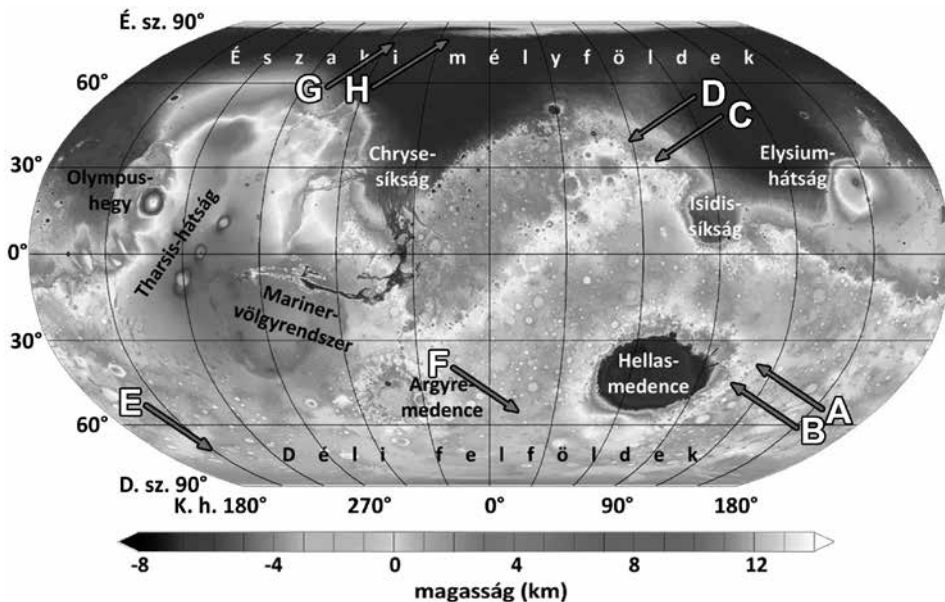 É. sz. 90°
É s z a k i m é l y f ö l d e k
60°
G H
D
C
30°
Chryse-
síkság
Elysium-
hátság
Olympus-
hegy
Isidis-
síkság
Tharsis-hátság
0°
Mariner-
völgyrendszer
30°
F
Hellas-
medence
Argyre-
medence
E
A
B
60°
D é l i f e l f ö l d e k
D. sz. 90°
K. h. 180° 270° 0° 90° 180°
-8 -4 0 4 8 12
magasság (km)